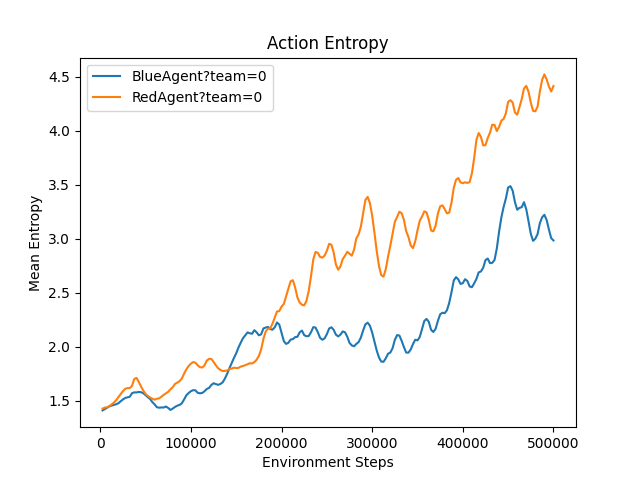 Action Entropy
BlueAgent?team=0
RedAgent?team=0
4.5
4.0
3.5
3.0
2.5
2.0
1.5
Mean Entropy
0 100000 200000 300000 400000 500000
Environment Steps